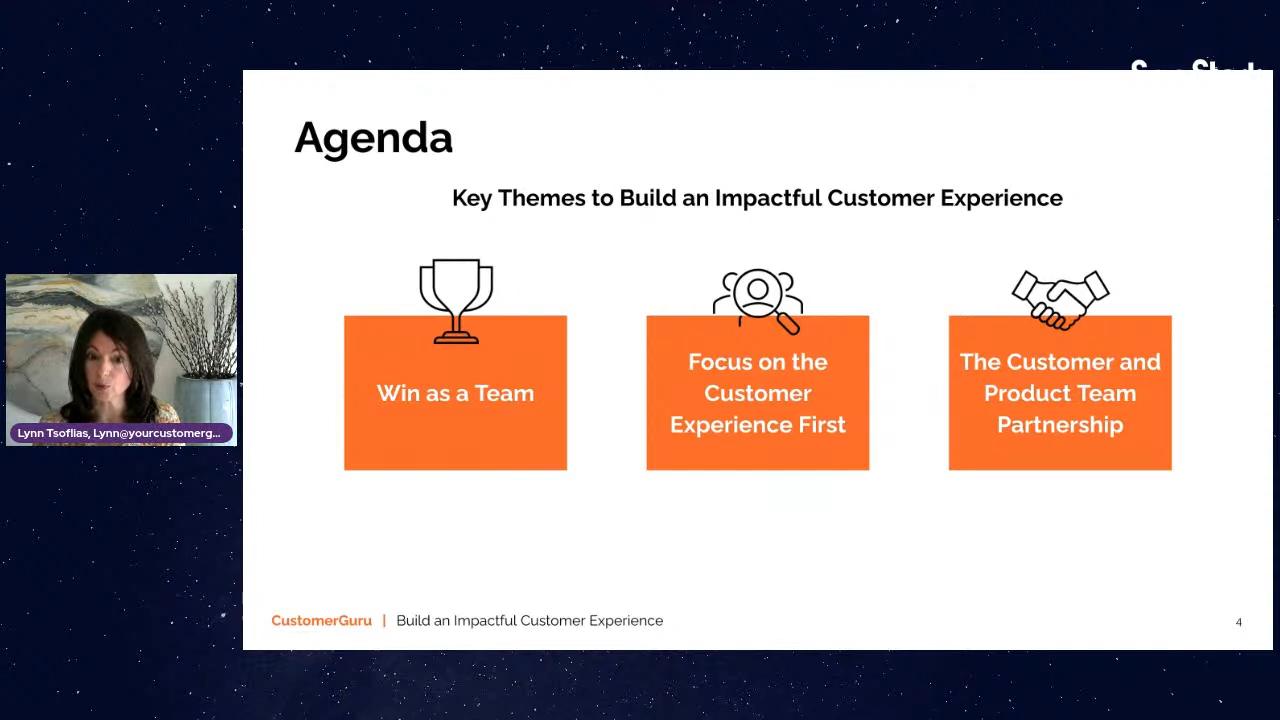 Agenda
Key Themes to Build an Impactful Customer Experience
Win as a Team
Focus on the
Customer
Experience First
The Customer and
Product Team
Partnership
Lynn Tsoflias, Lynn@yourcustomerg...
CustomerGuru | Build an Impactful Customer Experience
4